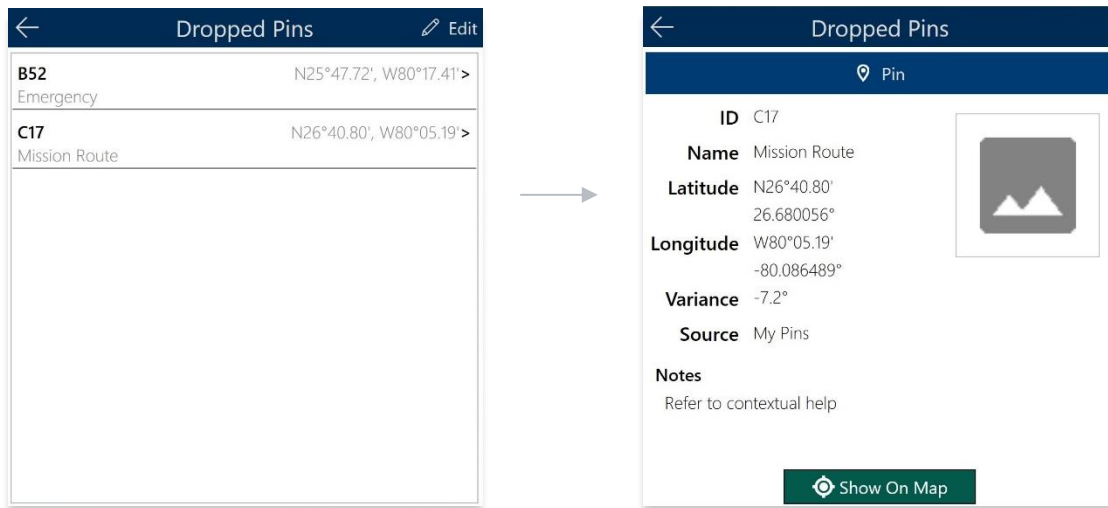 Dropped Pins Edit
B52 N25°47.72', W80°17.41'>
Emergency
C17 N26°40.80', W80°05.19'>
Mission Route
Dropped Pins
Pin
ID C17
Name Mission Route
Latitude N26°40.80'
26.680056°
Longitude W80°05.19'
-80.086489°
Variance -7.2°
Source My Pins
Notes
Refer to contextual help
Show On Map